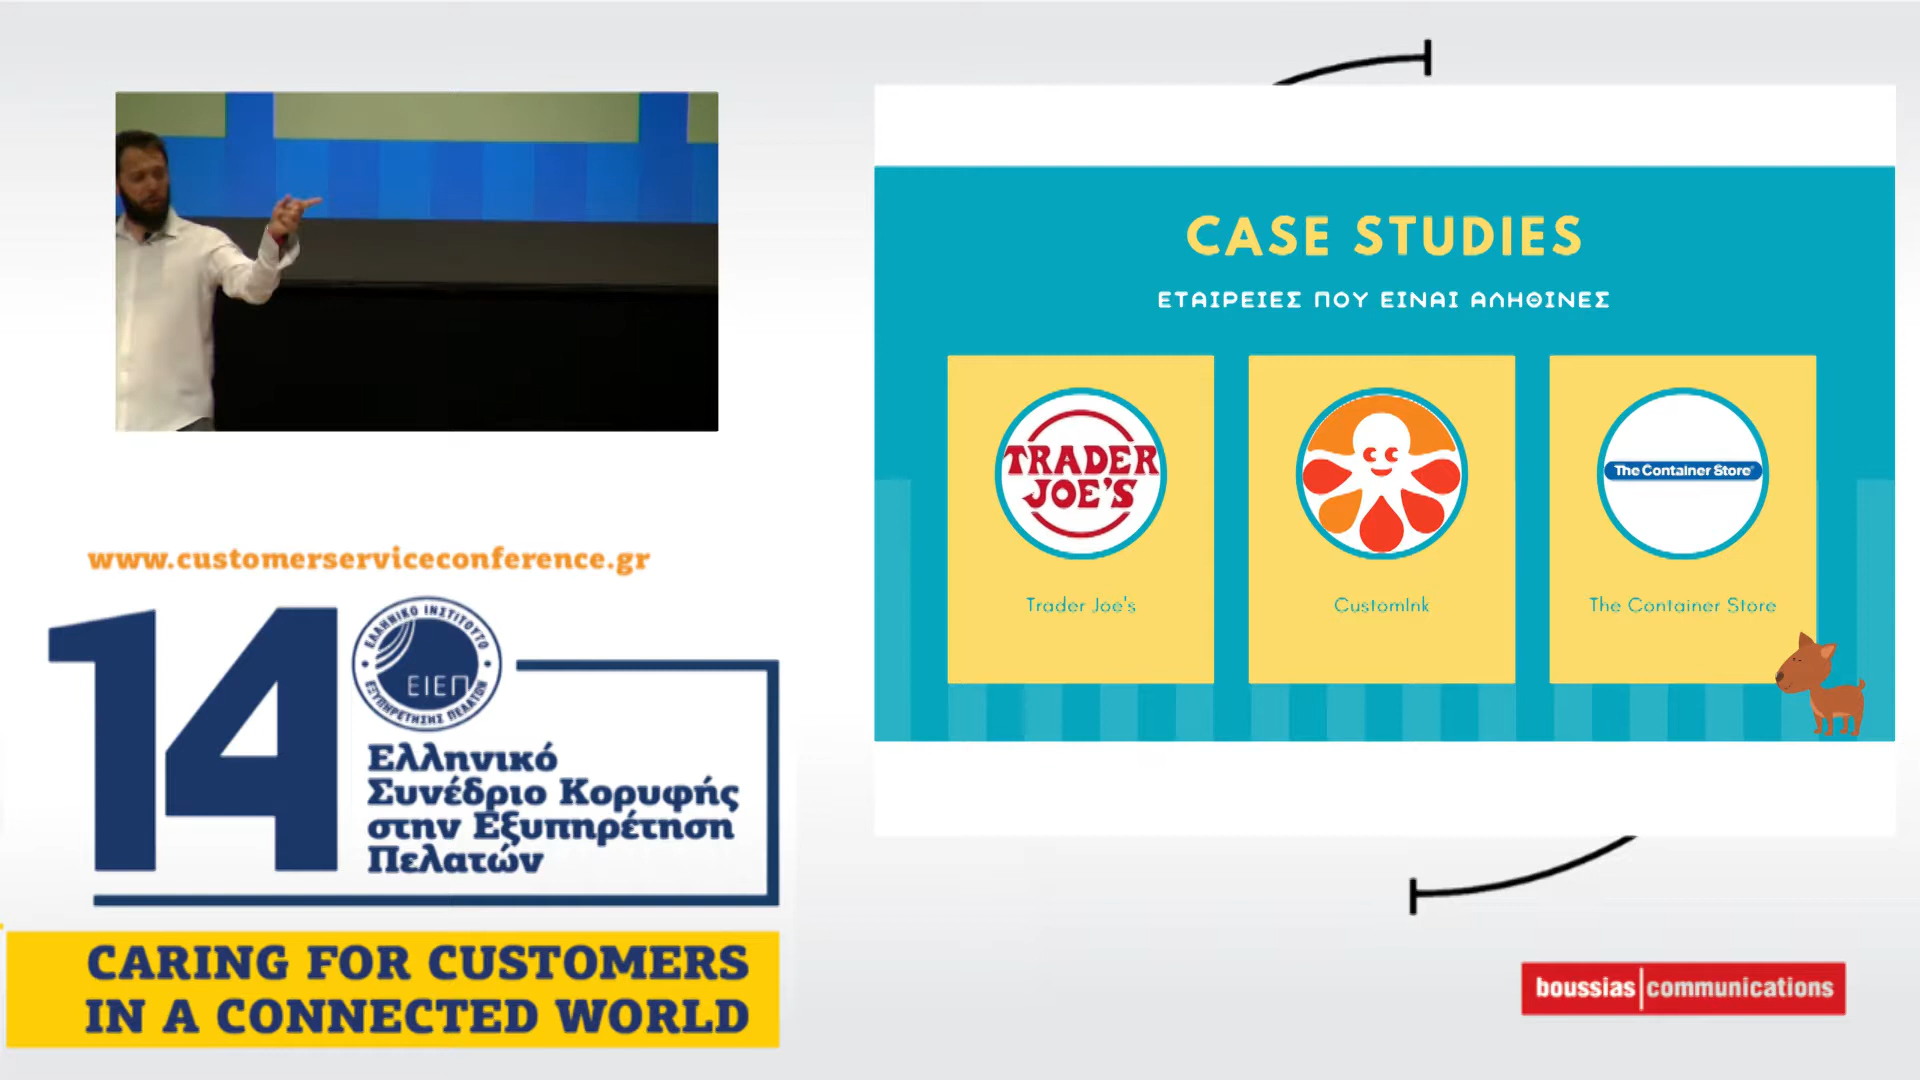 CASE STUDIES
ΕΤΑΙΡΕΙΕΣ ΠΟΥ ΕΙΝΑΙ ΑΛΗΘΙΝΕΣ
TRADER
JOE'S
The Container Store®
Trader Joe's
CustomInk
The Container Store
www.customerserviceconference.gr
14
ΕΛΛΗΝΙΚΟ ΙΝΣΤΙΤΟΥΤΟ
ΕΙΕΠ
ΕΞΥΠΗΡΕΤΗΣΗΣ ΠΕΛΑΤΩΝ
Ελληνικό
Συνέδριο Κορυφής
στην Εξυπηρέτηση
Πελατών
CARING FOR CUSTOMERS
IN A CONNECTED WORLD
boussias|communications